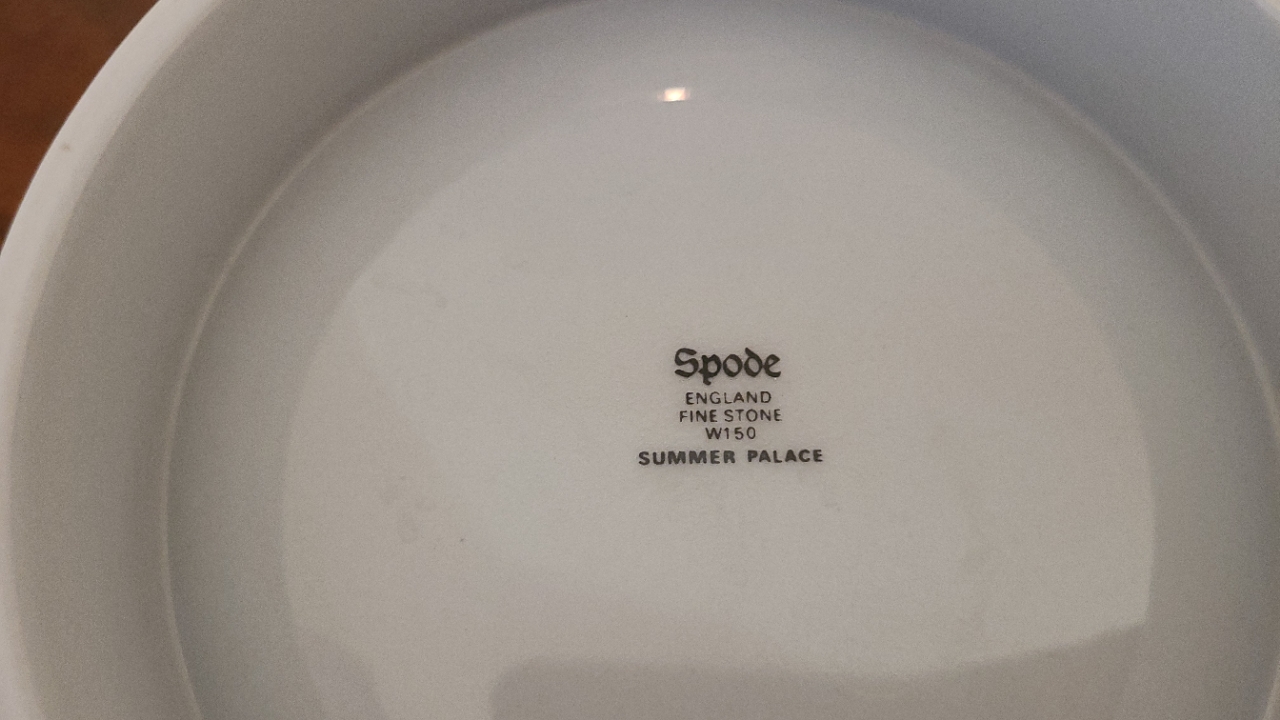 Spode
ENGLAND
FINE STONE
W150
SUMMER PALACE